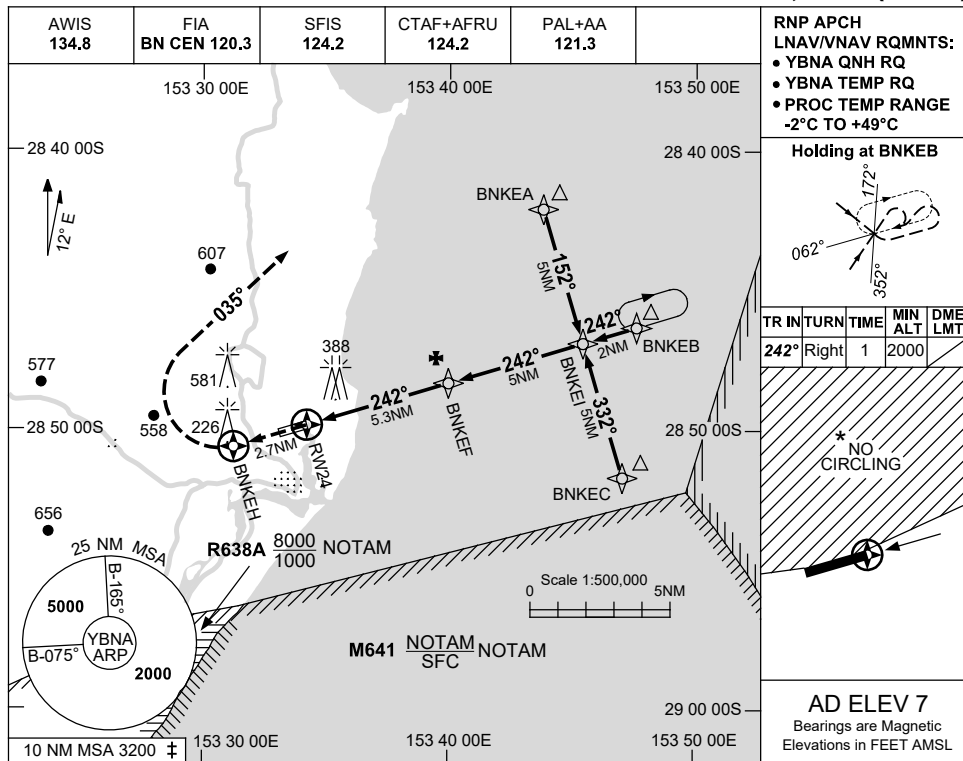 AWIS
134.8
FIA
BN CEN 120.3
SFIS
124.2
CTAF+AFRU
124.2
PAL+AA
121.3
RNP APCH
LNAV/VNAV RQMNTS:
• YBNA QNH RQ
• YBNA TEMP RQ
• PROC TEMP RANGE
-2°C TO +49°C
153 30 00E
153 40 00E
153 50 00E
28 40 00S
28 40 00S
Holding at BNKEB
172°
062°
352°
TR IN
TURN
TIME
MIN ALT
DME LMT
242°
Right
1
2000
12° E
BNKEA
152°
5NM
607
035°
242°
2NM
BNKEB
388
577
581
242°
5NM
BNKEI
242°
5.3NM
BNKEF
332°
5NM
558
226
28 50 00S
28 50 00S
2.7NM
RW24
BNKEH
BNKEC
* NO
CIRCLING
656
25 NM MSA
B-165°
5000
YBNA
ARP
B-075°
2000
R638A 8000
1000 NOTAM
Scale 1:500,000
0
5NM
M641 NOTAM
SFC NOTAM
29 00 00S
10 NM MSA 3200 ‡
153 30 00E
153 40 00E
153 50 00E
AD ELEV 7
Bearings are Magnetic
Elevations in FEET AMSL